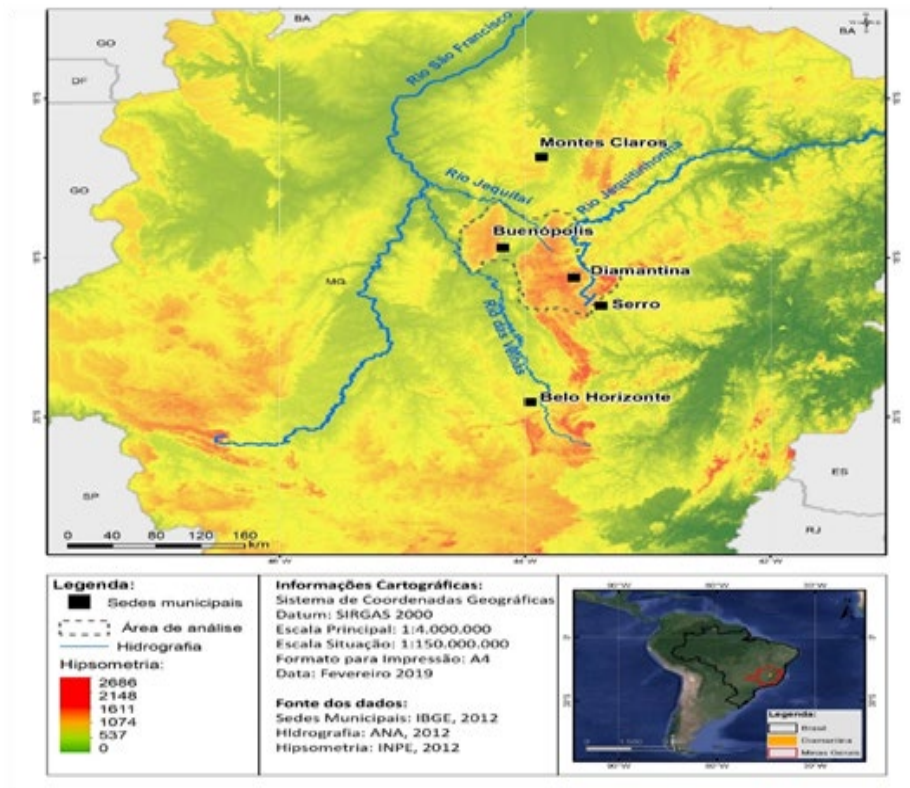 BA
GO
DF
BA
Rio São Francisco
Montes Claros
Rio Jequitinhonha
Rio Jequitaí
GO
Buenópolis
Diamantina
MG
Serro
Rio das Velhas
Belo Horizonte
ES
SP
RJ
0 40 80 120 160
km
Legenda:
Sedes municipais
Área de análise
Hidrografia
Hipsometria:
2686
2148
1611
1074
537
0
Informações Cartográficas:
Sistema de Coordenadas Geográficas
Datum: SIRGAS 2000
Escala Principal: 1:4.000.000
Escala Situação: 1:150.000.000
Formato para Impressão: A4
Data: Fevereiro 2019
Fonte dos dados:
Sedes Municipais: IBGE, 2012
Hidrografia: ANA, 2012
Hipsometria: INPE, 2012
Legenda:
Brasil
Diamantina
Minas Gerais